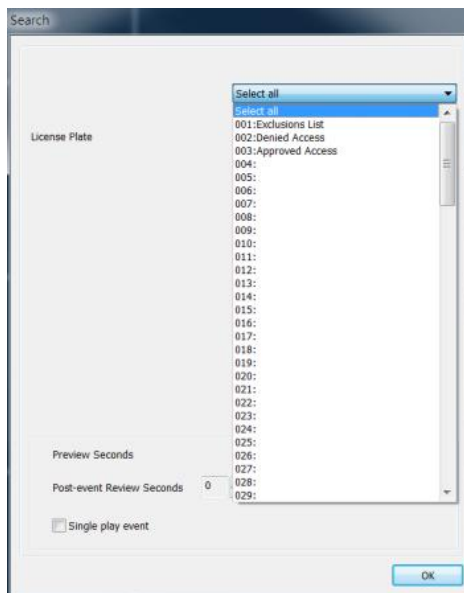 Search
Select all
Select all
001:Exclusions List
License Plate
002:Denied Access
003:Approved Access
004:
005:
006:
007:
008:
009:
010:
011:
012:
013:
014:
015:
016:
017:
018:
019:
020:
021:
022:
023:
024:
025:
Preview Seconds
026:
027:
Post-event Review Seconds 0
028:
029:
Single play event
OK